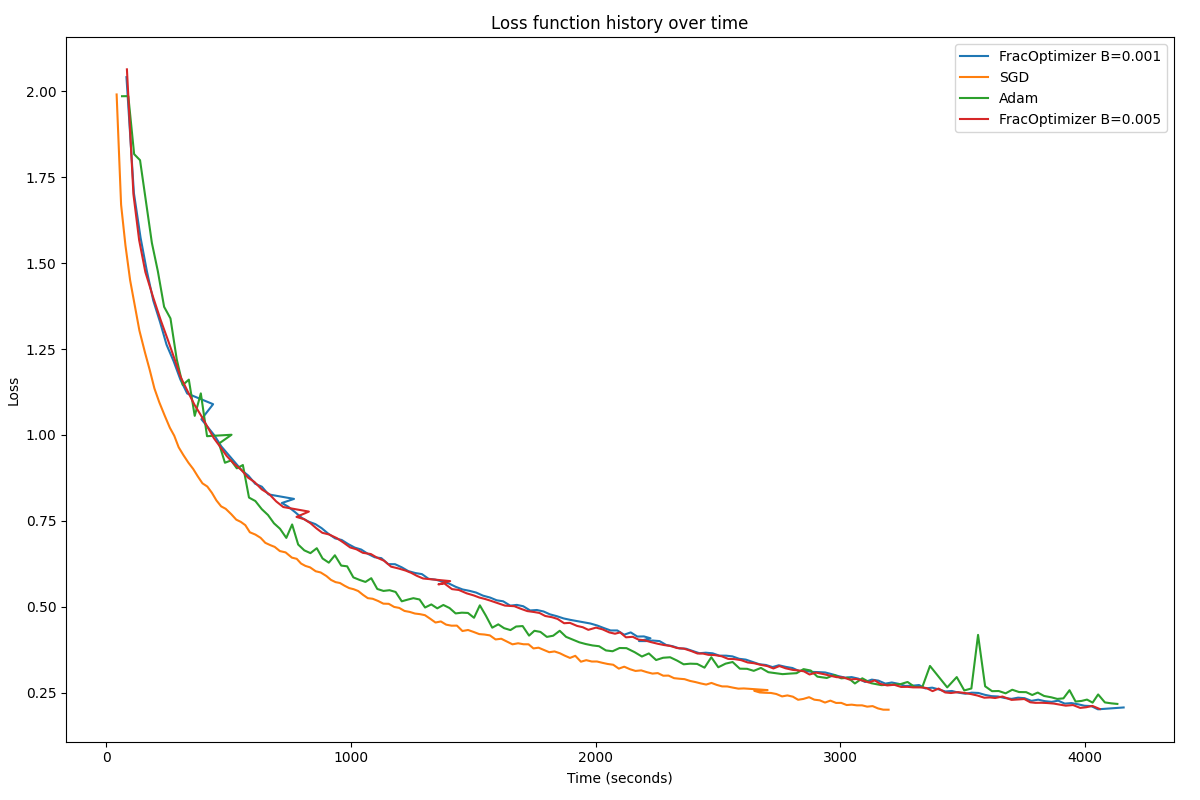 Loss function history over time
FracOptimizer B=0.001
SGD
Adam
FracOptimizer B=0.005
2.00
1.75
1.50
1.25
1.00
0.75
0.50
0.25
Loss
0
1000
2000
3000
4000
Time (seconds)